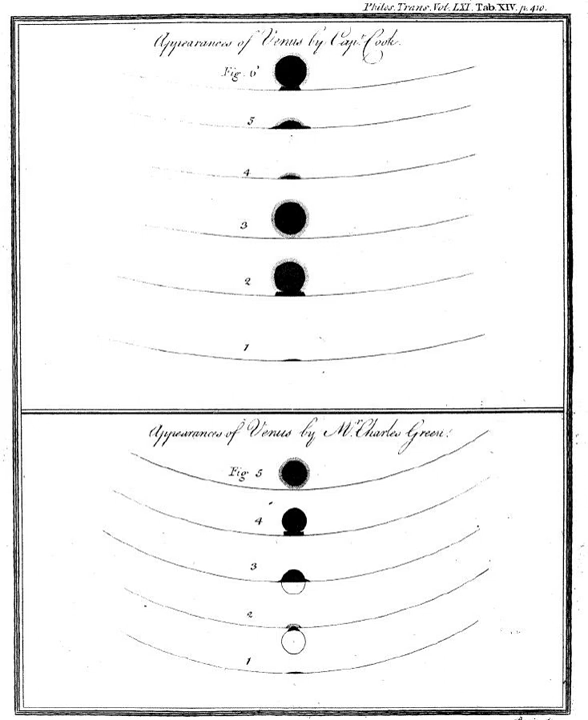 Philos. Trans. Vol. LXI. Tab. XIV. p. 410.
Appearances of Venus by Capt. Cook.
Fig. 6
5
4
3
2
1
Appearances of Venus by Mr. Charles Green.
Fig 5
4
3
2
1